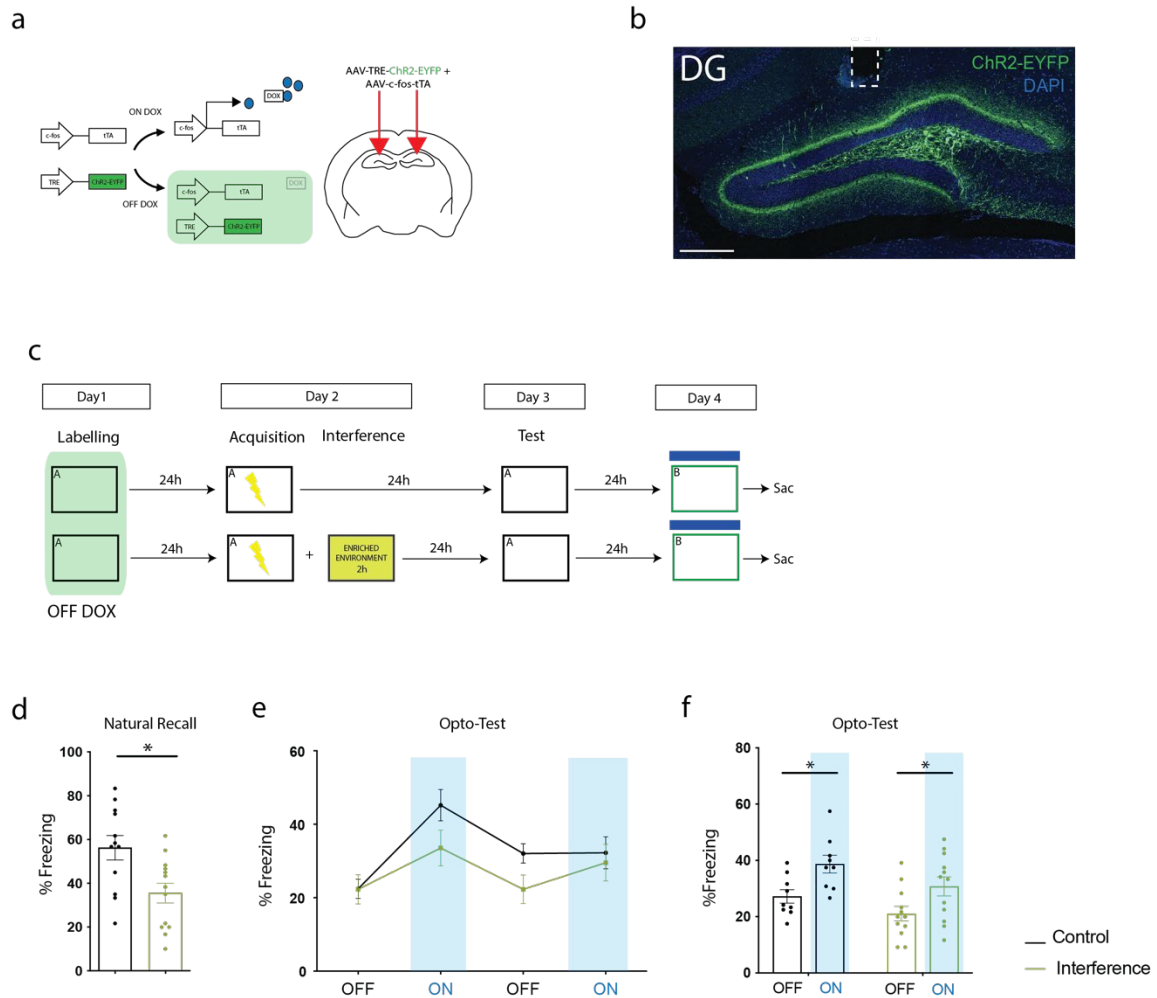 a
ON DOX
c-fos
tTA
TRE
ChR2-EYFP
OFF DOX
c-fos
tTA
DOX
c-fos
tTA
DOX
TRE
ChR2-EYFP
AAV-TRE-ChR2-EYFP +
AAV-c-fos-tTA
b
DG
ChR2-EYFP
DAPI
c
Day1
Day 2
Day 3
Day 4
Labelling
Acquisition
Interference
Test
A
24h
A
24h
A
24h
B
Sac
A
24h
A
+
ENRICHED
ENVIRONMENT
2h
24h
A
24h
B
Sac
OFF DOX
d
Natural Recall
*
% Freezing
100
80
60
40
20
0
e
Opto-Test
% Freezing
60
40
20
0
OFF
ON
OFF
ON
f
Opto-Test
*
*
%Freezing
80
60
40
20
0
OFF
ON
OFF
ON
Control
Interference